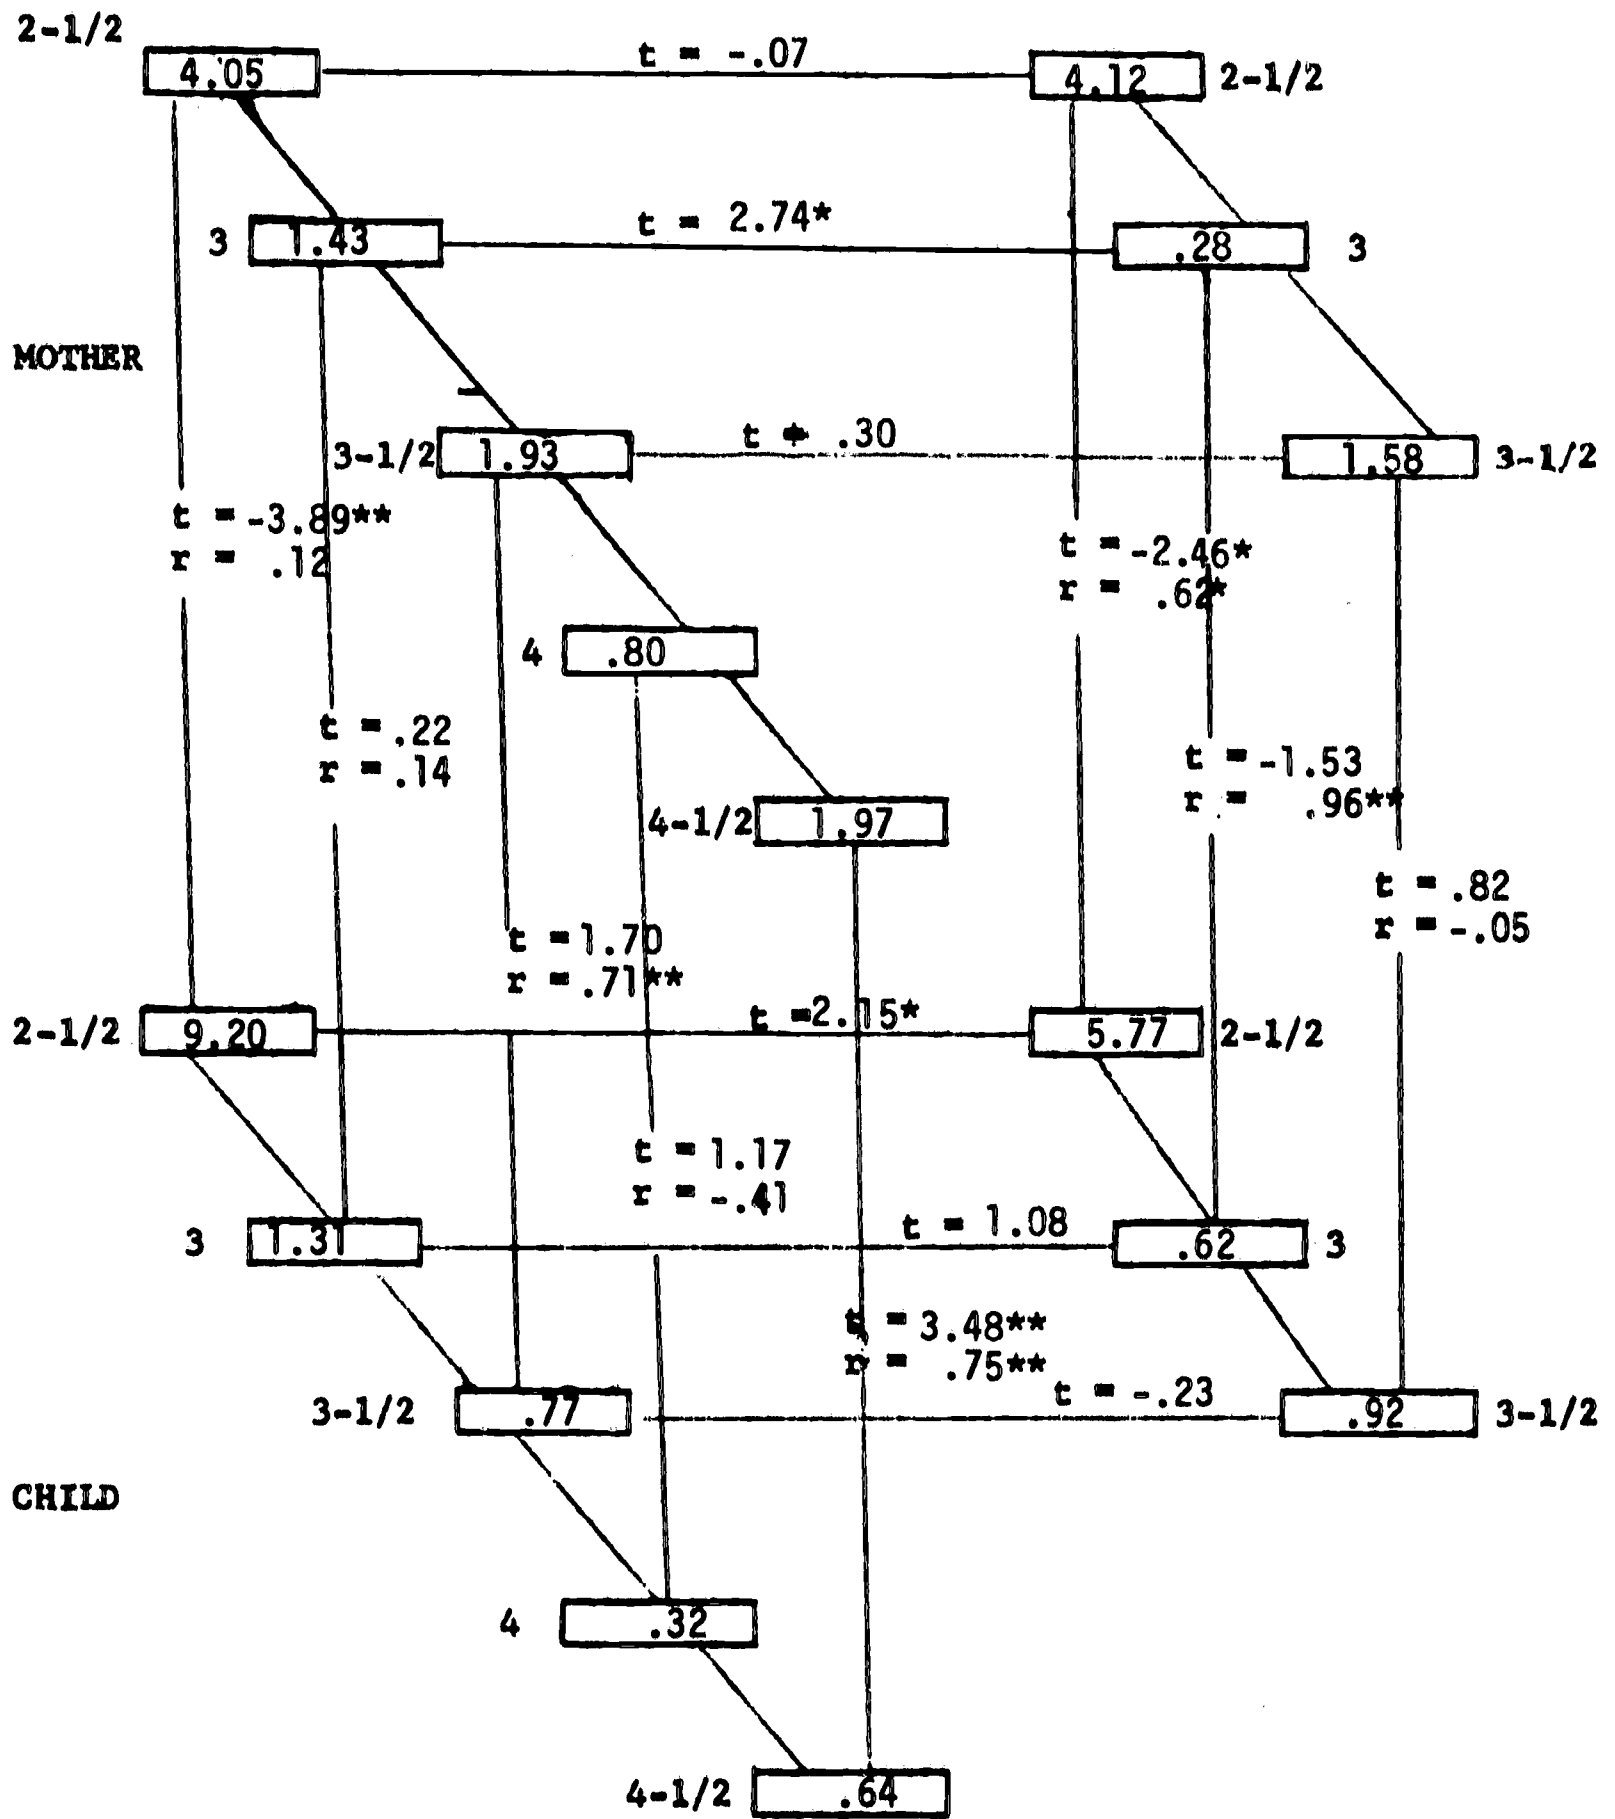 2-1/2
4.05
t = -.07
4.12
2-1/2
3
1.43
t = 2.74*
.28
3
MOTHER
3-1/2
1.93
t = .30
1.58
3-1/2
t = -3.89**
r = .12
t = -2.46*
r = .62*
4
.80
t = .22
r = .14
t = -1.53
r = .96**
4-1/2
1.97
t = .82
r = -.05
t = 1.70
r = .71**
2-1/2
9.20
t = 2.15*
5.77
2-1/2
t = 1.17
r = -.41
3
1.31
t = 1.08
.62
3
t = 3.48**
r = .75**
3-1/2
.77
t = -.23
.92
3-1/2
CHILD
4
.32
4-1/2
.64